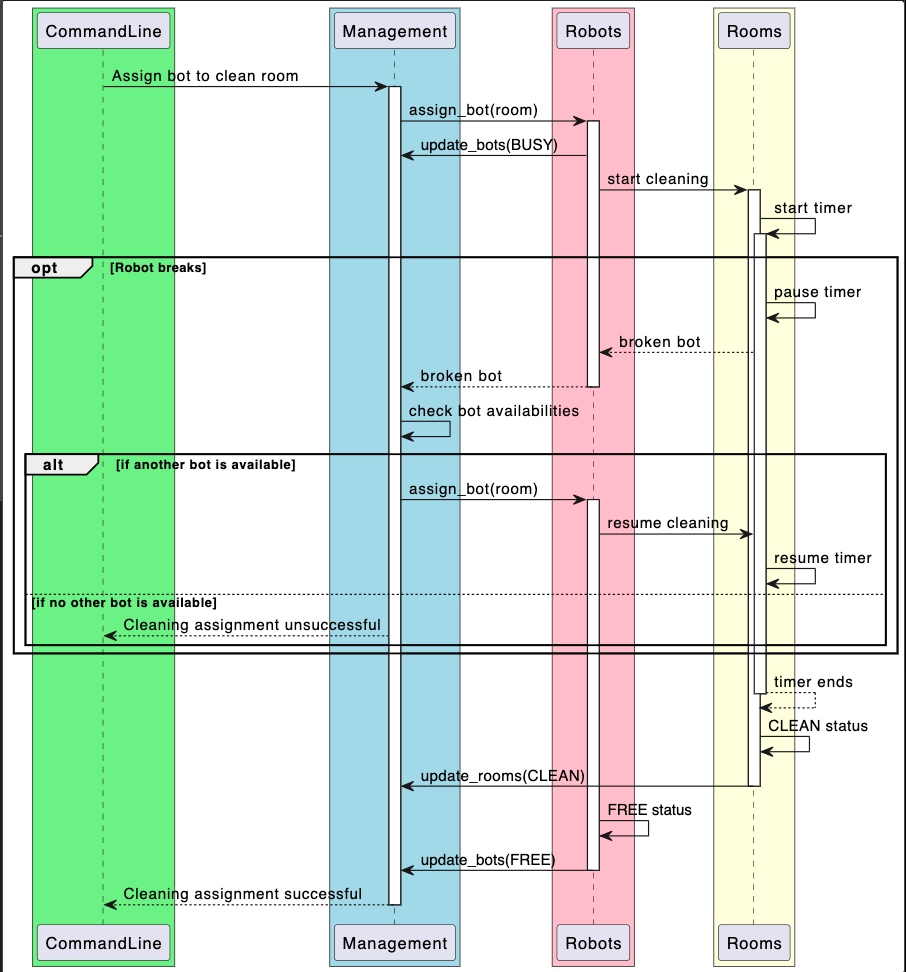 CommandLine Management Robots Rooms
Assign bot to clean room
assign_bot(room)
update_bots(BUSY)
start cleaning
start timer
opt [Robot breaks]
pause timer
broken bot
broken bot
check bot availabilities
alt [if another bot is available]
assign_bot(room)
resume cleaning
resume timer
[if no other bot is available]
Cleaning assignment unsuccessful
timer ends
CLEAN status
update_rooms(CLEAN)
FREE status
update_bots(FREE)
Cleaning assignment successful
CommandLine Management Robots Rooms